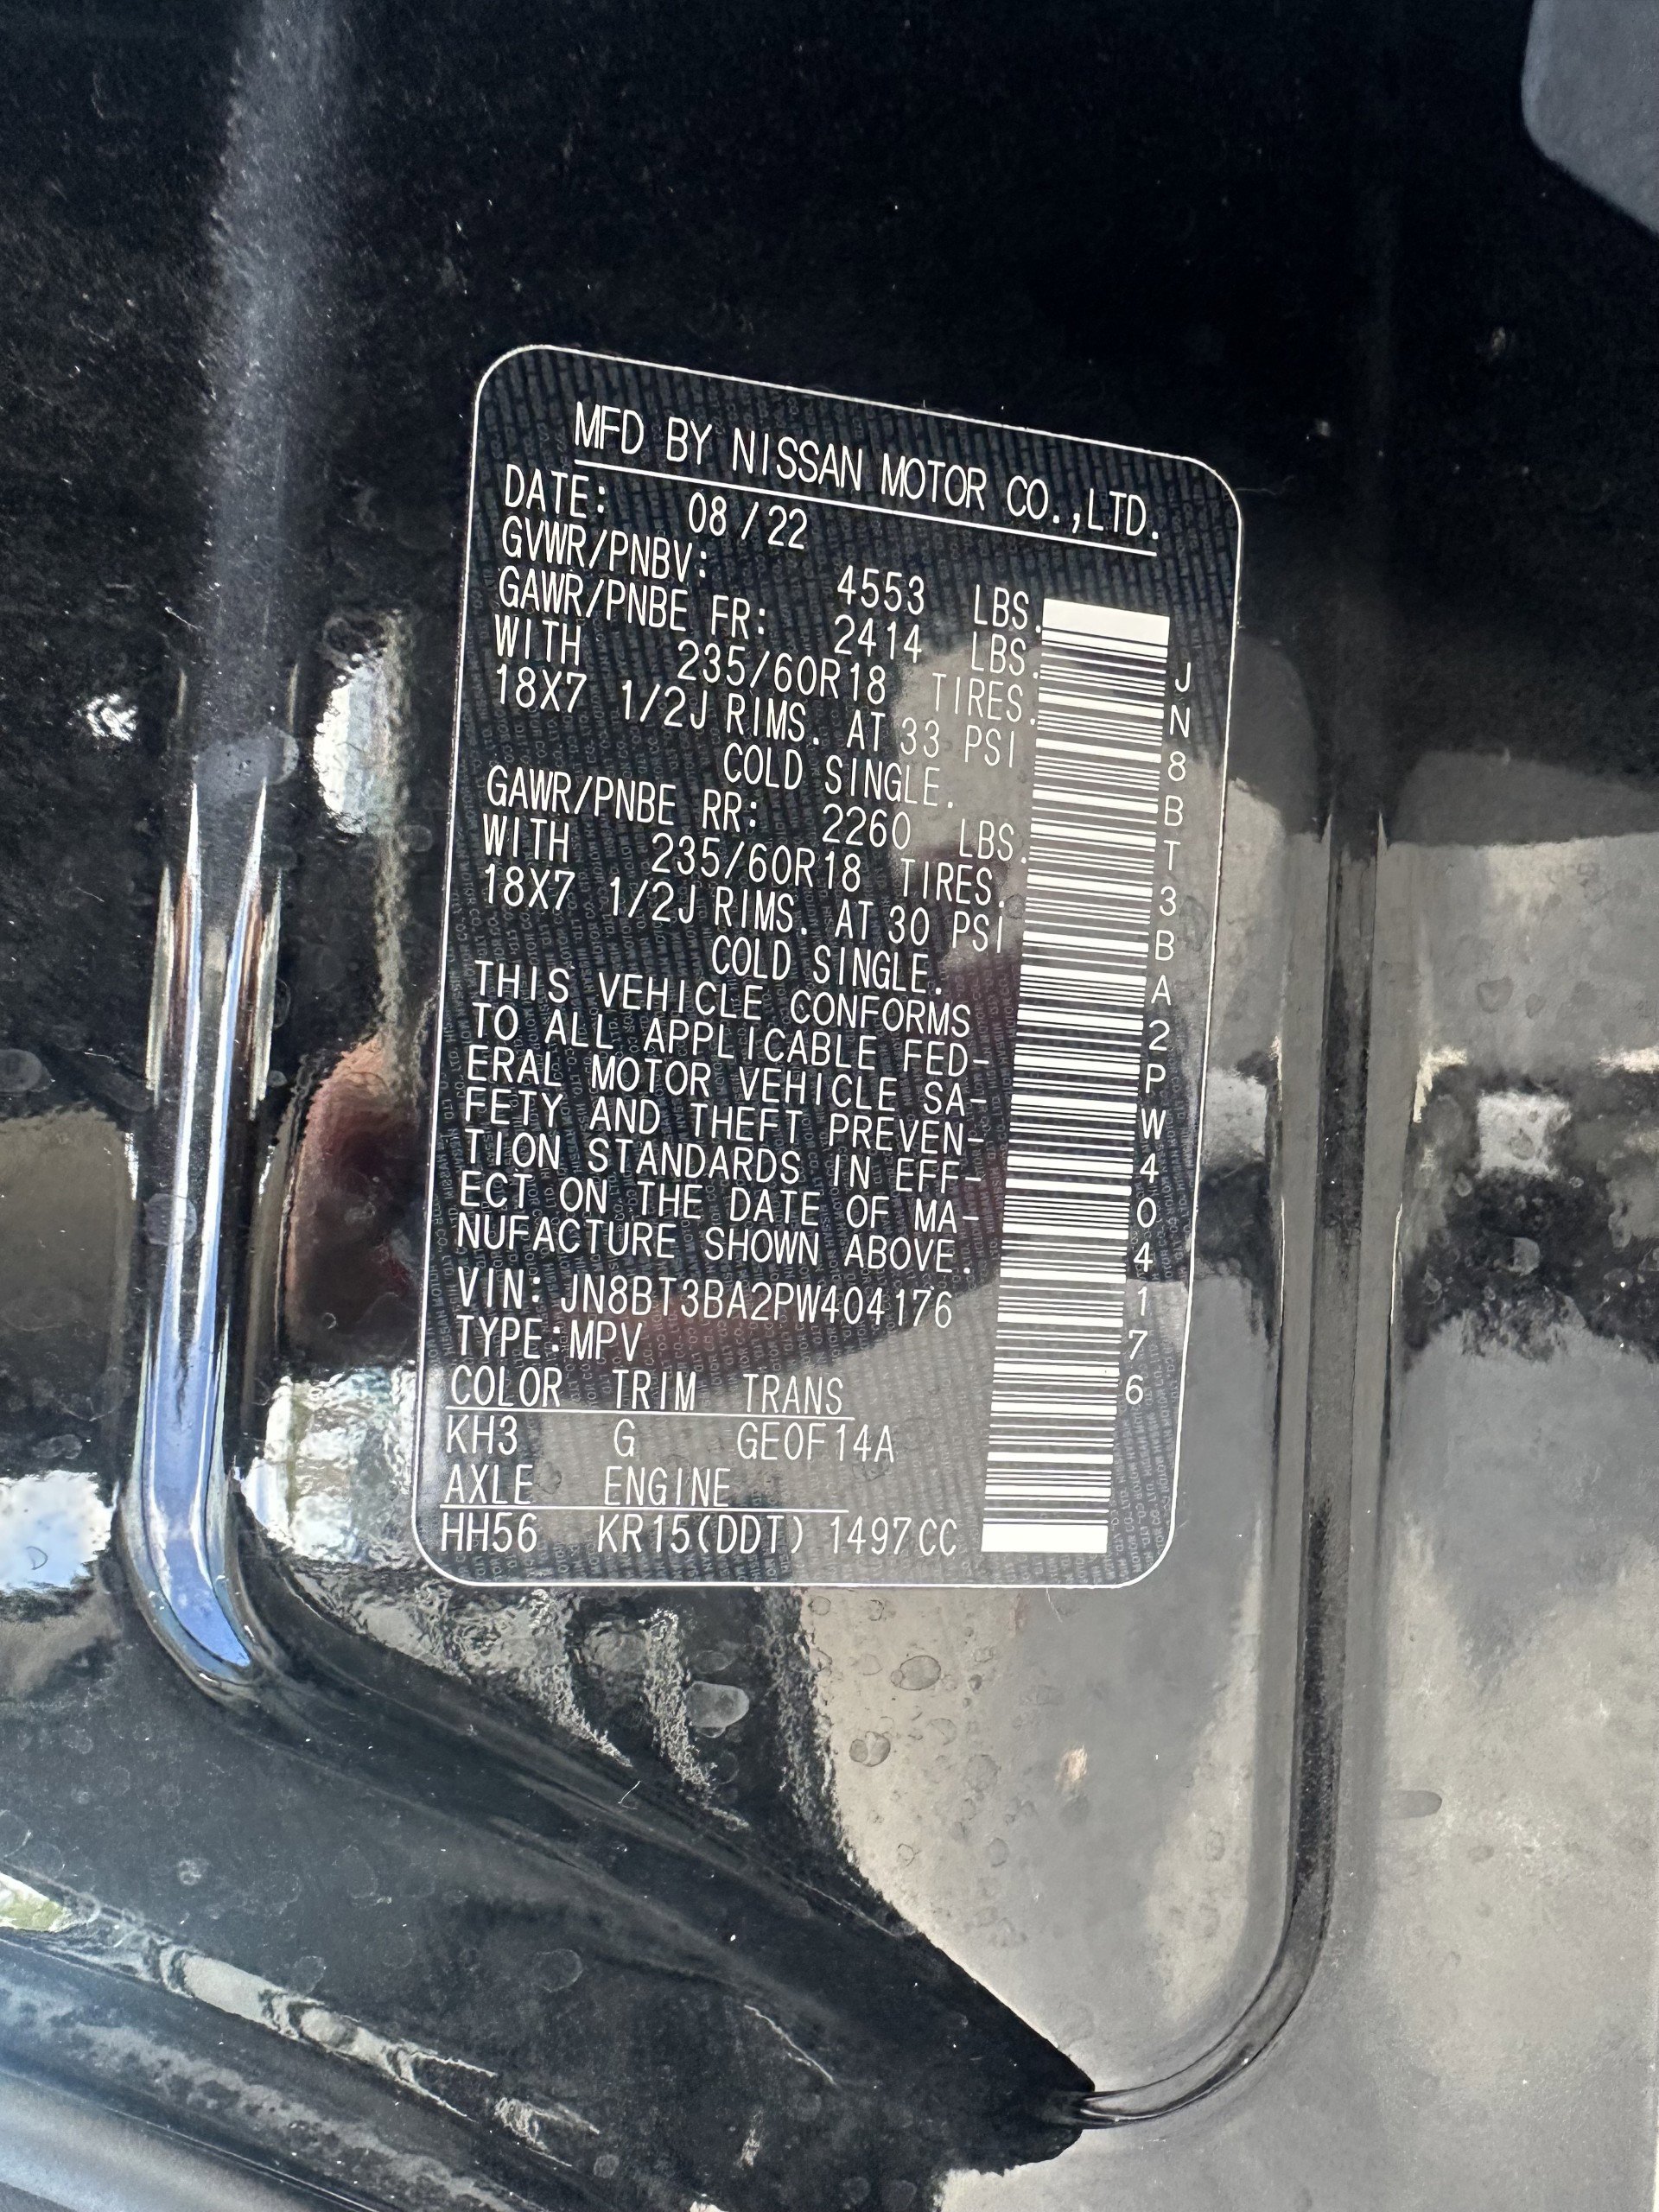 MFD BY NISSAN MOTOR CO.,LTD.
DATE: 08/22
GVWR/PNBV: 4553 LBS.
GAWR/PNBE FR: 2414 LBS.
WITH 235/60R18 TIRES.
18X7 1/2J RIMS. AT 33 PSI
COLD SINGLE.
GAWR/PNBE RR: 2260 LBS.
WITH 235/60R18 TIRES.
18X7 1/2J RIMS. AT 30 PSI
COLD SINGLE.
THIS VEHICLE CONFORMS
TO ALL APPLICABLE FED-
ERAL MOTOR VEHICLE SA-
FETY AND THEFT PREVEN-
TION STANDARDS IN EFF-
ECT ON THE DATE OF MA-
NUFACTURE SHOWN ABOVE.
VIN: JN8BT3BA2PW404176
TYPE:MPV
COLOR TRIM TRANS
KH3 G GE0F14A
AXLE ENGINE
HH56 KR15(DDT) 1497CC
JN8BT3BA2PW404176